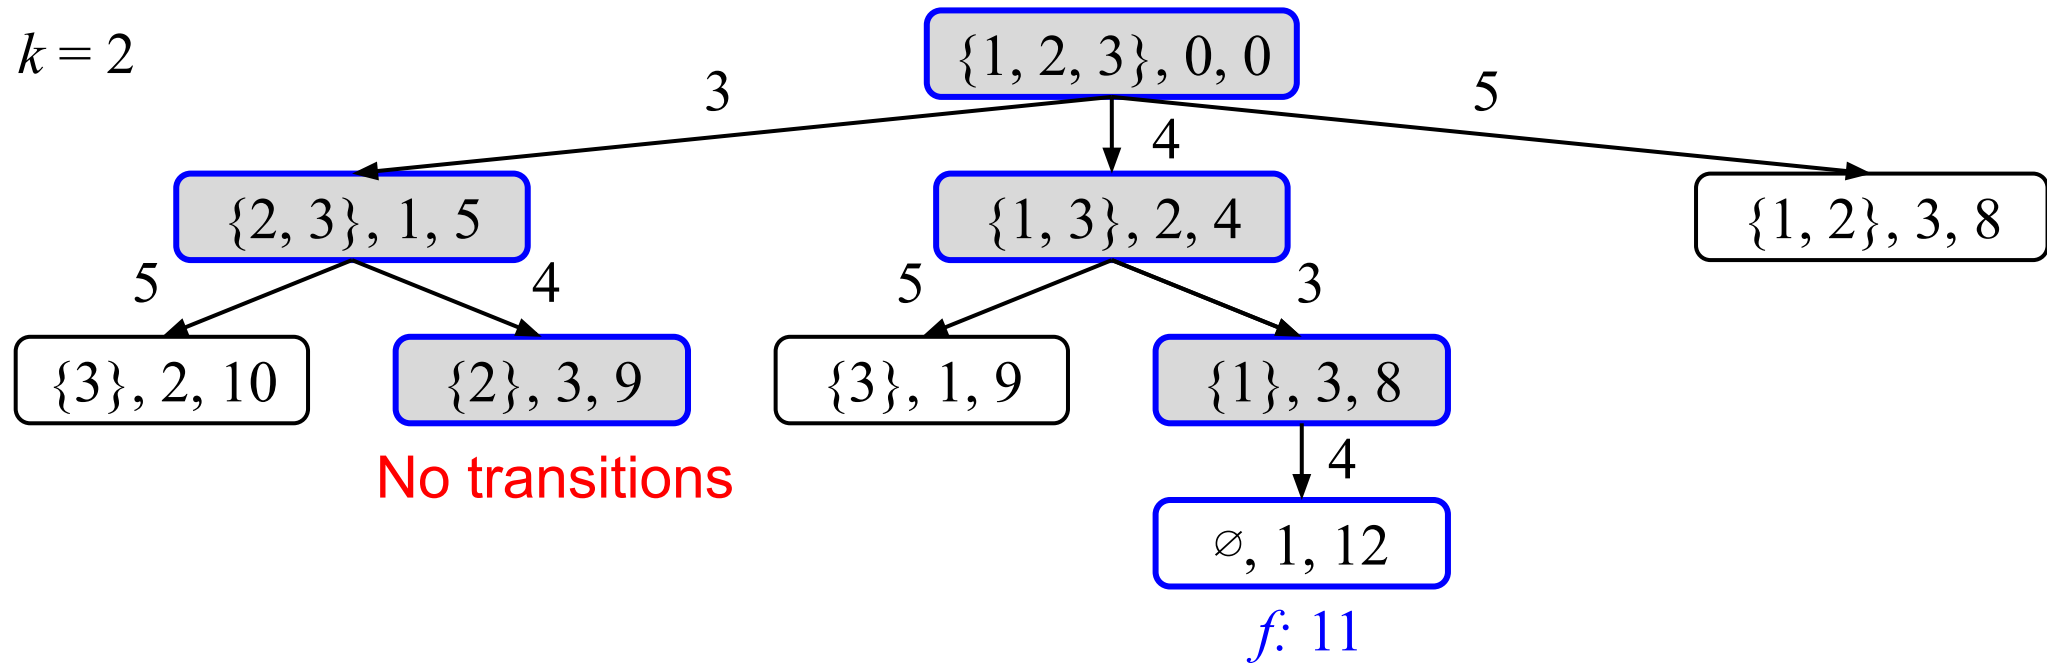 k = 2
{1, 2, 3}, 0, 0
3
4
5
{2, 3}, 1, 5
{1, 3}, 2, 4
{1, 2}, 3, 8
5
4
5
3
{3}, 2, 10
{2}, 3, 9
{3}, 1, 9
{1}, 3, 8
No transitions
4
∅, 1, 12
f: 11